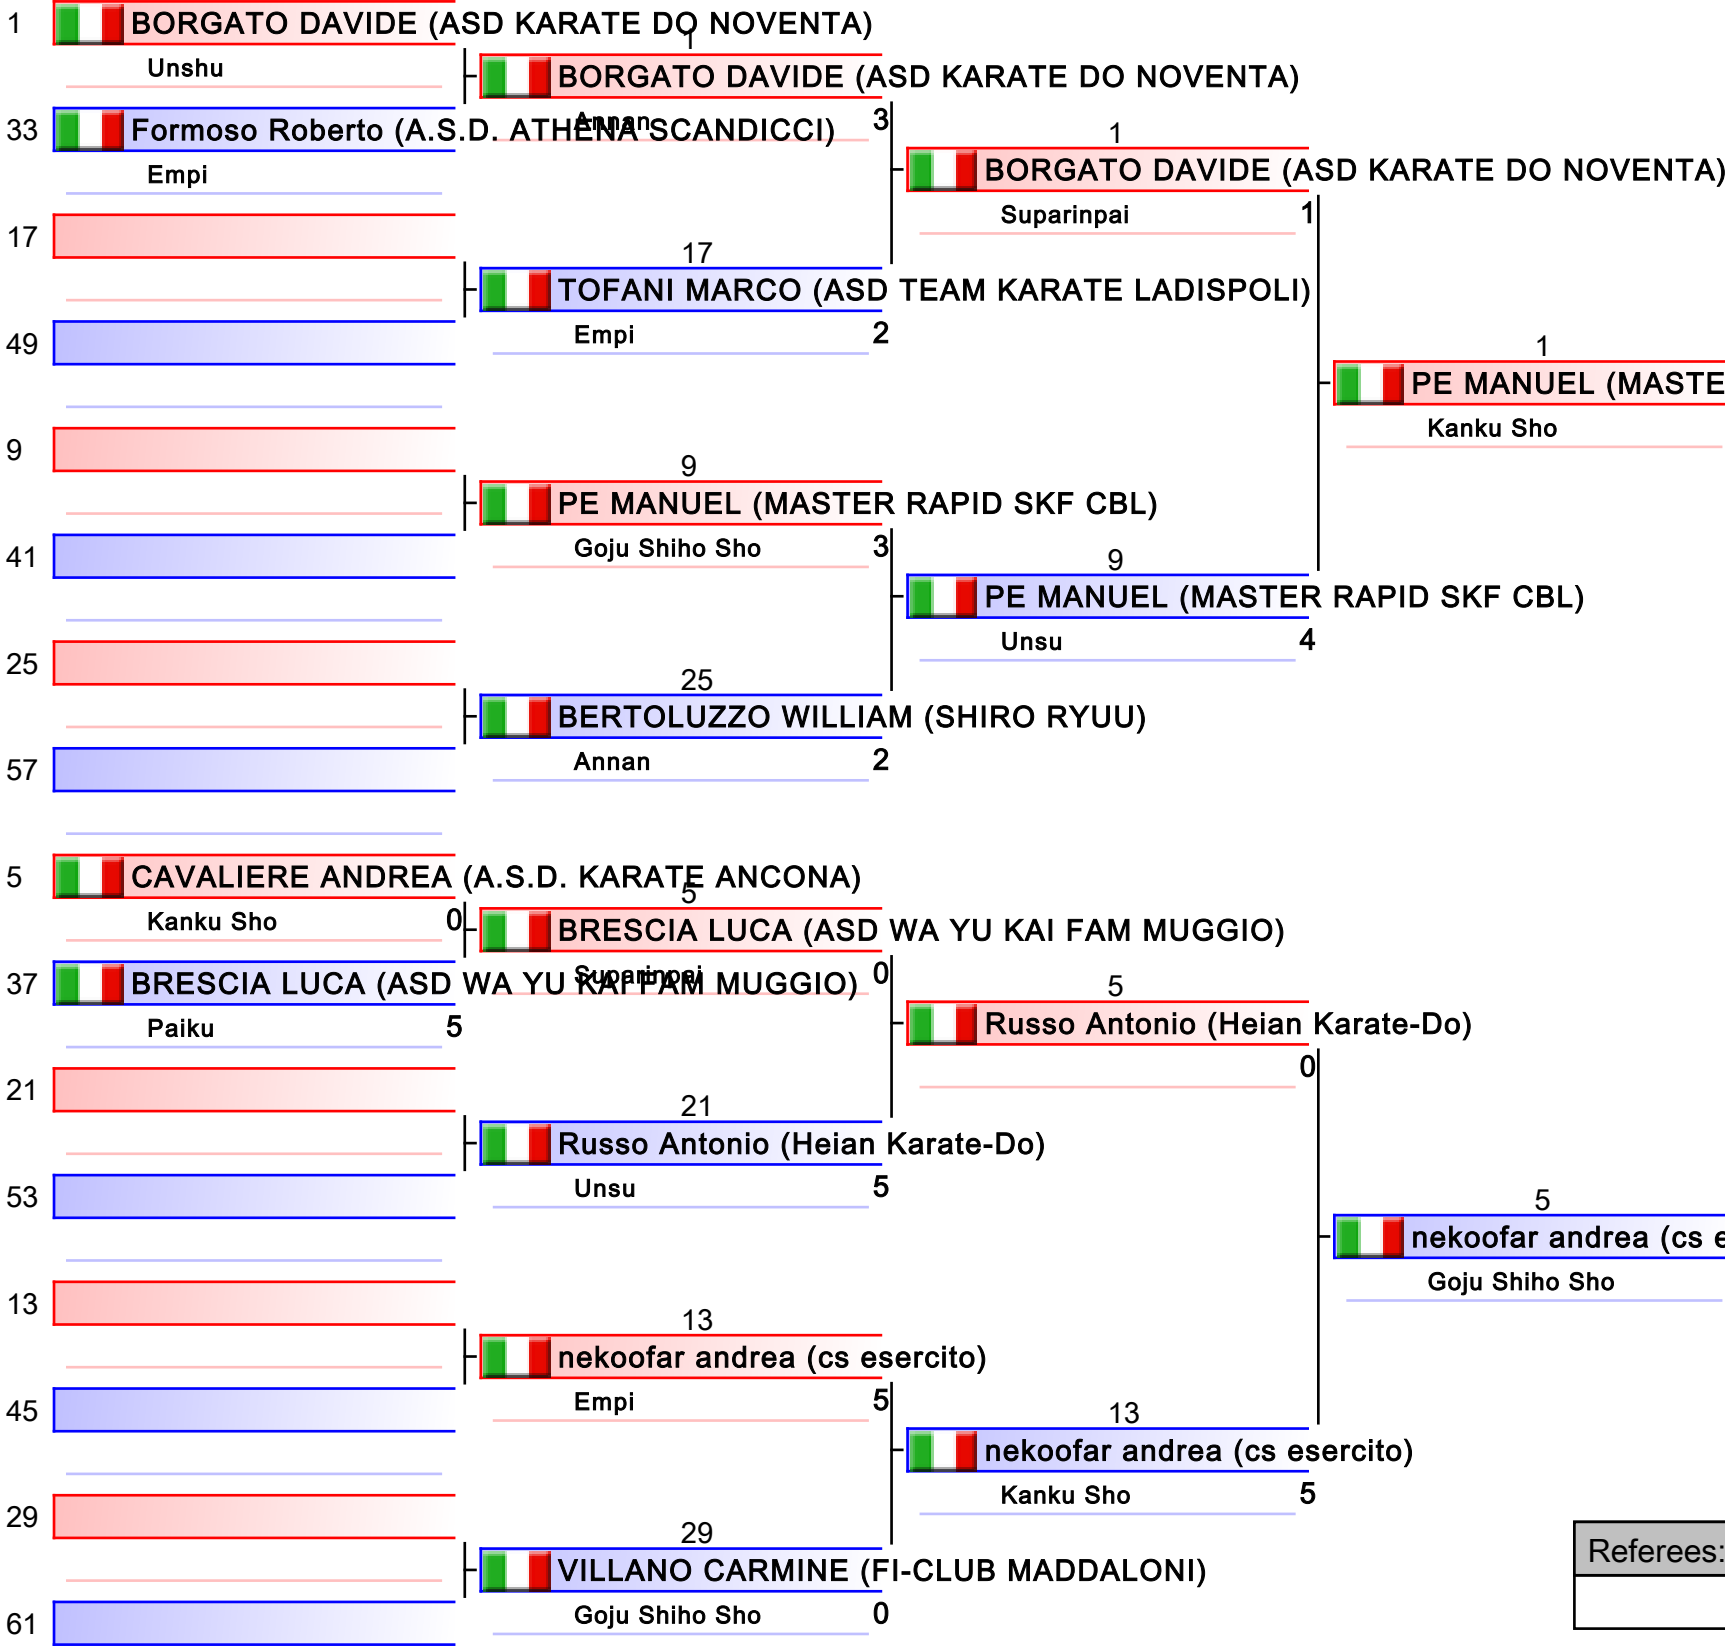 1
BORGATO DAVIDE (ASD KARATE DO NOVENTA)
Unshu
33
Formoso Roberto (A.S.D. ATHENA SCANDICCI)
Empi
17
49
9
41
25
57
5
CAVALIERE ANDREA (A.S.D. KARATE ANCONA)
Kanku Sho
0
37
BRESCIA LUCA (ASD WA YU KAI FAM MUGGIO)
Paiku
5
21
53
13
45
29
61
1
BORGATO DAVIDE (ASD KARATE DO NOVENTA)
Annan
3
17
TOFANI MARCO (ASD TEAM KARATE LADISPOLI)
Empi
2
9
PE MANUEL (MASTER RAPID SKF CBL)
Goju Shiho Sho
3
25
BERTOLUZZO WILLIAM (SHIRO RYUU)
Annan
2
5
BRESCIA LUCA (ASD WA YU KAI FAM MUGGIO)
Suparinpai
0
21
Russo Antonio (Heian Karate-Do)
Unsu
5
13
nekoofar andrea (cs esercito)
Empi
5
29
VILLANO CARMINE (FI-CLUB MADDALONI)
Goju Shiho Sho
0
1
BORGATO DAVIDE (ASD KARATE DO NOVENTA)
Suparinpai
1
9
PE MANUEL (MASTER RAPID SKF CBL)
Unsu
4
5
Russo Antonio (Heian Karate-Do)
0
13
nekoofar andrea (cs esercito)
Kanku Sho
5
1
PE MANUEL (MASTE
Kanku Sho
5
nekoofar andrea (cs e
Goju Shiho Sho
Referees: